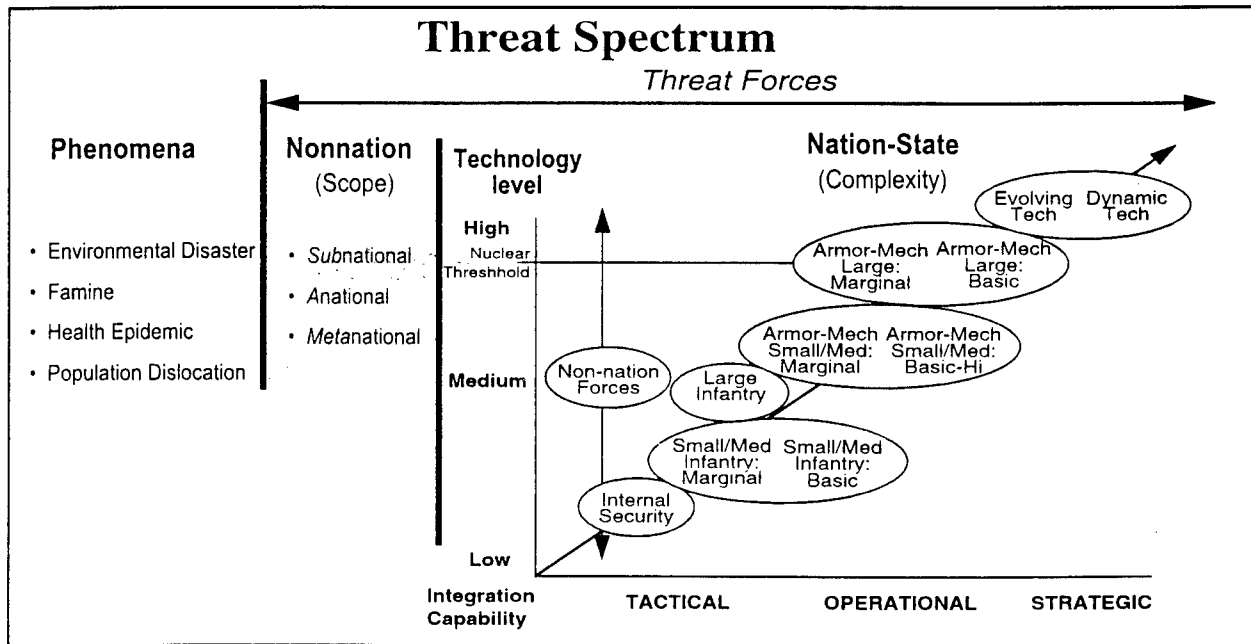 Threat Spectrum
Threat Forces
Phenomena
• Environmental Disaster
• Famine
• Health Epidemic
• Population Dislocation
Nonnation
(Scope)
• Subnational
• Anational
• Metanational
Technology
level
High
Nuclear
Threshhold
Medium
Low
Nation-State
(Complexity)
Evolving
Tech
Dynamic
Tech
Armor-Mech
Large:
Marginal
Armor-Mech
Large:
Basic
Armor-Mech
Small/Med:
Marginal
Armor-Mech
Small/Med:
Basic-Hi
Non-nation
Forces
Large
Infantry
Small/Med
Infantry:
Marginal
Small/Med
Infantry:
Basic
Internal
Security
Integration
Capability
TACTICAL
OPERATIONAL
STRATEGIC